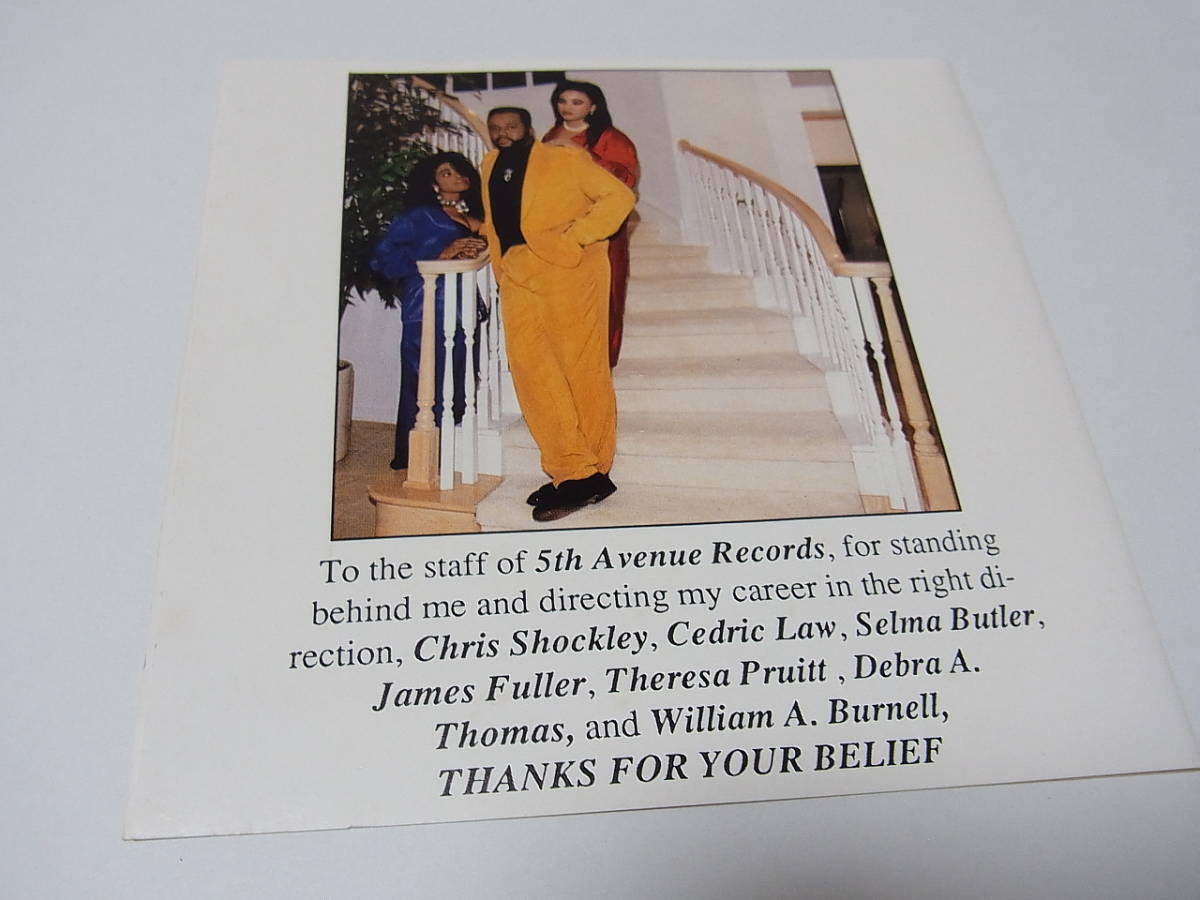 To the staff of 5th Avenue Records, for standing
behind me and directing my career in the right di-
rection, Chris Shockley, Cedric Law, Selma Butler,
James Fuller, Theresa Pruitt , Debra A.
Thomas, and William A. Burnell,
THANKS FOR YOUR BELIEF